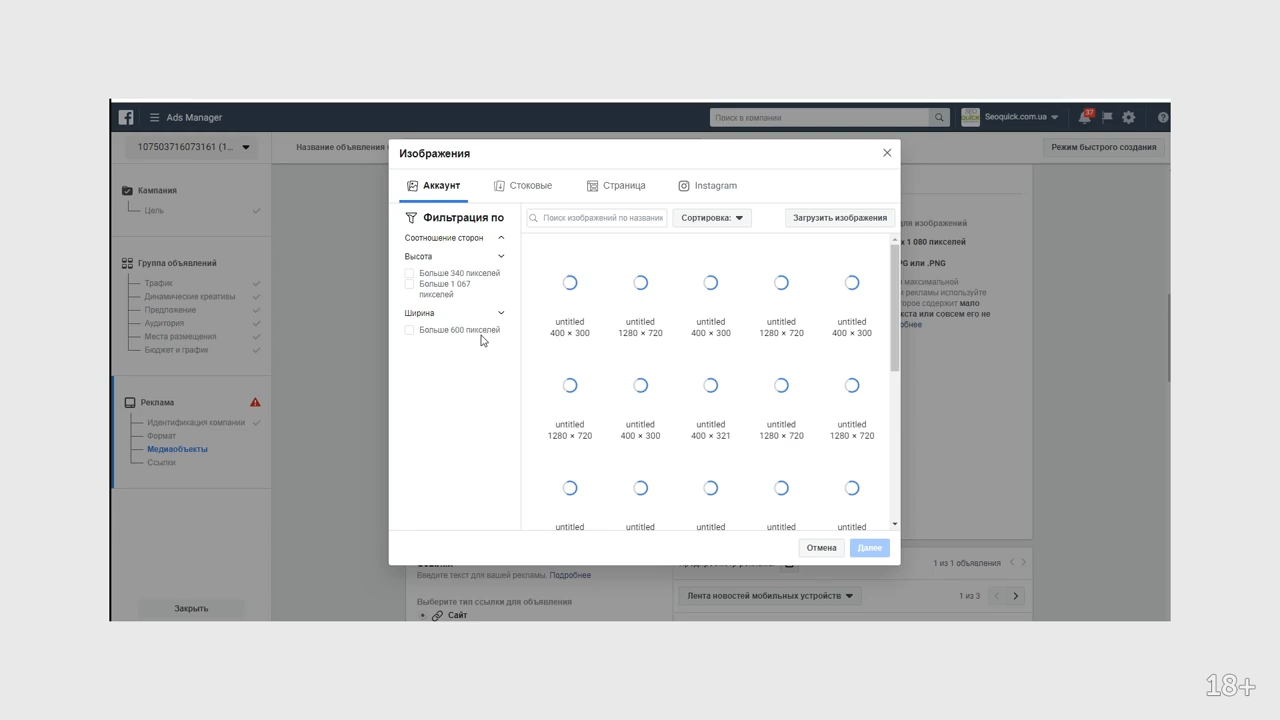 Ads Manager
Поиск в компании
SEO QUICK
Seoquick.com.ua
37
107503716073161 (1...
Название объявления
Режим быстрого создания
Изображения
Аккаунт
Стоковые
Страница
Instagram
Фильтрация по
Поиск изображений по названию
Сортировка:
Загрузить изображения
Соотношение сторон
Высота
Больше 340 пикселей
Больше 1 067
пикселей
Ширина
Больше 600 пикселей
untitled untitled untitled untitled untitled
400 × 300 1280 × 720 400 × 300 1280 × 720 400 × 300
untitled untitled untitled untitled untitled
1280 × 720 400 × 300 400 × 321 1280 × 720 1280 × 720
untitled untitled untitled untitled untitled
Отмена
Далее
Кампания
Цель
Группа объявлений
Трафик
Динамические креативы
Предложение
Аудитория
Места размещения
Бюджет и график
Реклама
Идентификация компании
Формат
Медиаобъекты
Ссылки
Закрыть
для изображений
х 1 080 пикселей
или .PNG
максимальной
рекламы используйте
которое содержит мало
текста или совсем его не
Введите текст для вашей рекламы. Подробнее
Выберите тип ссылки для объявления
Сайт
1 из 1 объявления
Лента новостей мобильных устройств
1 из 3
18+